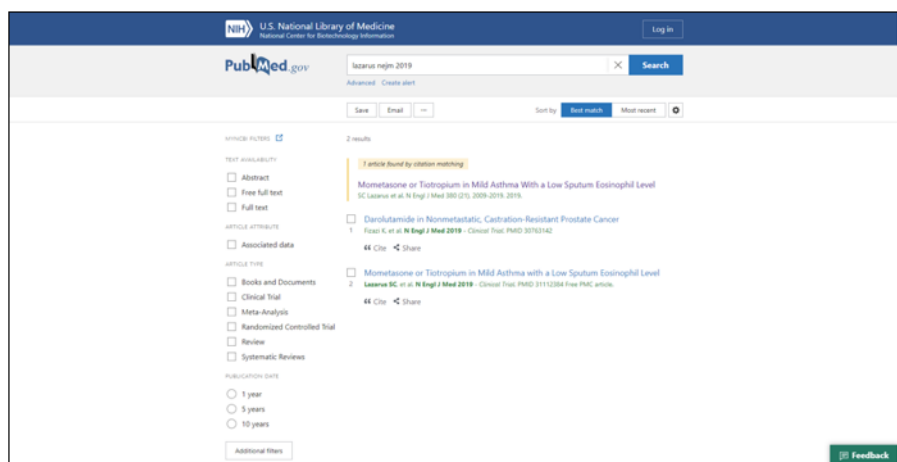 NIH U.S. National Library of Medicine
National Center for Biotechnology Information
Log in
PubMed.gov
lazarus nejm 2019
Search
Advanced Create alert
Save Email ...
Sort by Best match Most recent
MYNCBI FILTERS
2 results
TEXT AVAILABILITY
Abstract
Free full text
Full text
ARTICLE ATTRIBUTE
Associated data
ARTICLE TYPE
Books and Documents
Clinical Trial
Meta-Analysis
Randomized Controlled Trial
Review
Systematic Reviews
PUBLICATION DATE
1 year
5 years
10 years
Additional filters
1 article found by citation matching
Mometasone or Tiotropium in Mild Asthma With a Low Sputum Eosinophil Level
SC Lazarus et al. N Engl J Med 380 (21), 2009-2019. 2019.
Darolutamide in Nonmetastatic, Castration-Resistant Prostate Cancer
1 Fizazi K, et al. N Engl J Med 2019 - Clinical Trial. PMID 30763142
Cite Share
Mometasone or Tiotropium in Mild Asthma with a Low Sputum Eosinophil Level
2 Lazarus SC, et al. N Engl J Med 2019 - Clinical Trial. PMID 31112384 Free PMC article.
Cite Share
Feedback